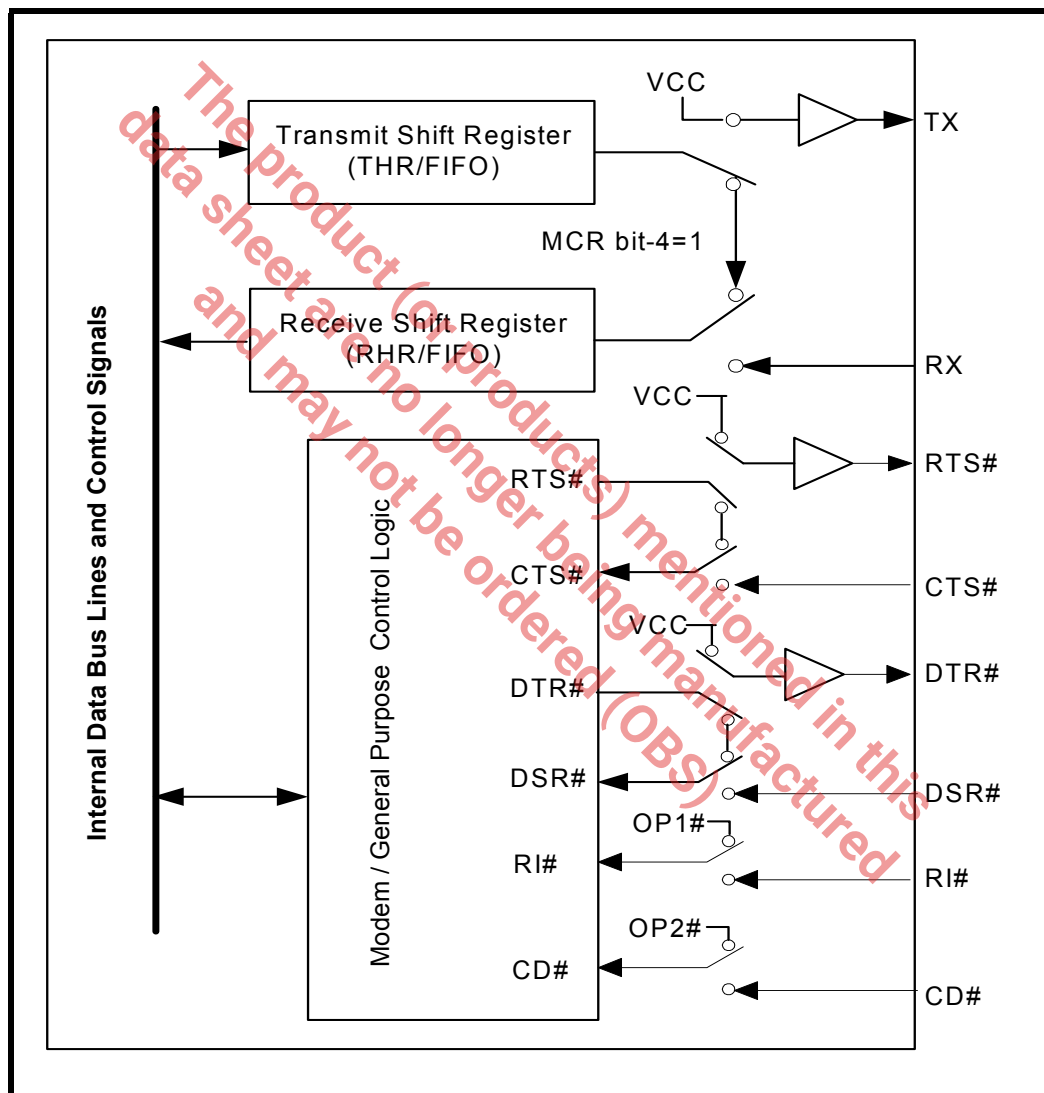 VCC
TX
Transmit Shift Register
(THR/FIFO)
MCR bit-4=1
Receive Shift Register
(RHR/FIFO)
RX
VCC
RTS#
RTS#
CTS#
CTS#
VCC
DTR#
DTR#
DSR#
DSR#
OP1#
RI#
RI#
OP2#
CD#
CD#
Internal Data Bus Lines and Control Signals
Modem / General Purpose Control Logic
The product (or products) mentioned in this
data sheet are no longer being manufactured
and may not be ordered (OBS)